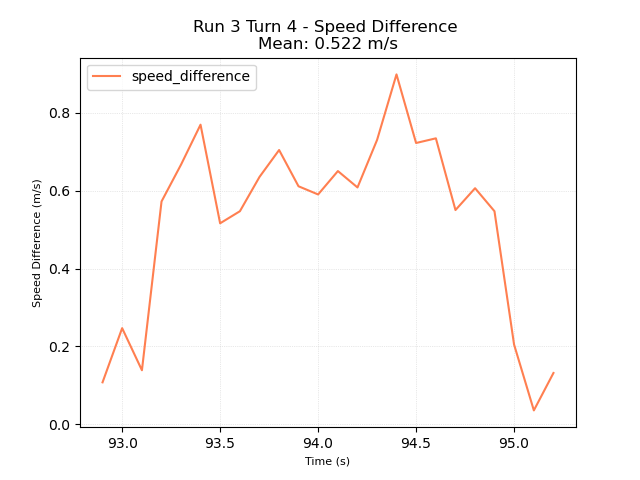 Run 3 Turn 4 - Speed Difference
Mean: 0.522 m/s
speed_difference
Speed Difference (m/s)
0.8
0.6
0.4
0.2
0.0
93.0 93.5 94.0 94.5 95.0
Time (s)